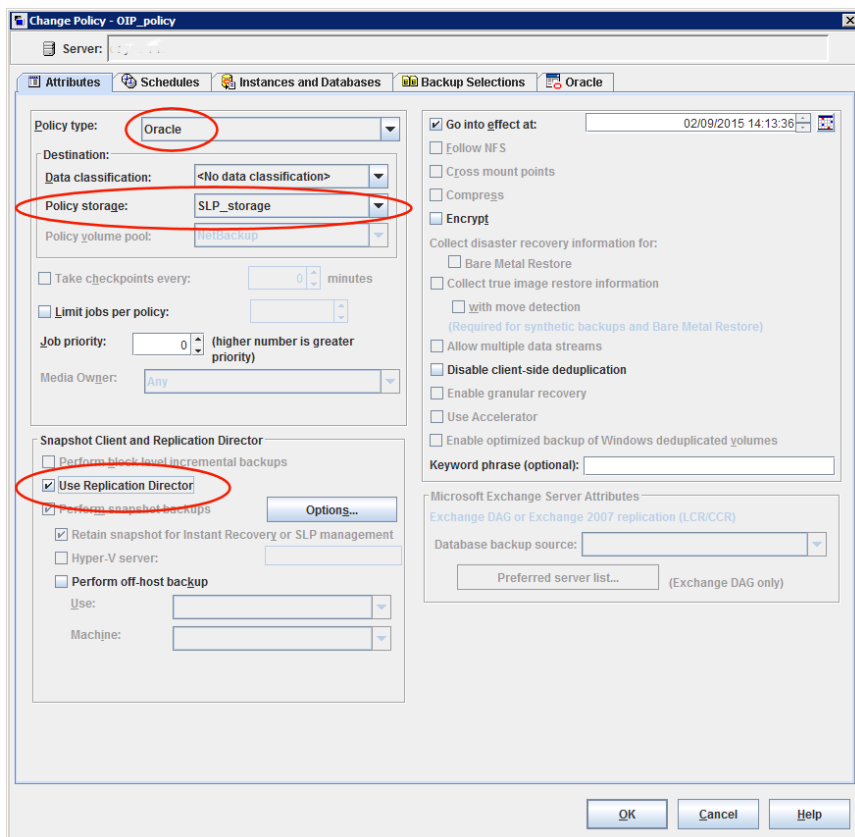 Change Policy - OIP_policy
Server:
Attributes Schedules Instances and Databases Backup Selections Oracle
Policy type: Oracle
Destination:
Data classification: <No data classification>
Policy storage: SLP_storage
Policy volume pool: NetBackup
Take checkpoints every: 0 minutes
Limit jobs per policy:
Job priority: 0 (higher number is greater
priority)
Media Owner: Any
Snapshot Client and Replication Director
Perform block level incremental backups
Use Replication Director
Perform snapshot backups Options...
Retain snapshot for Instant Recovery or SLP management
Hyper-V server:
Perform off-host backup
Use:
Machine:
Go into effect at: 02/09/2015 14:13:36
Follow NFS
Cross mount points
Compress
Encrypt
Collect disaster recovery information for:
Bare Metal Restore
Collect true image restore information
with move detection
(Required for synthetic backups and Bare Metal Restore)
Allow multiple data streams
Disable client-side deduplication
Enable granular recovery
Use Accelerator
Enable optimized backup of Windows deduplicated volumes
Keyword phrase (optional):
Microsoft Exchange Server Attributes
Exchange DAG or Exchange 2007 replication (LCR/CCR)
Database backup source:
Preferred server list... (Exchange DAG only)
OK Cancel Help